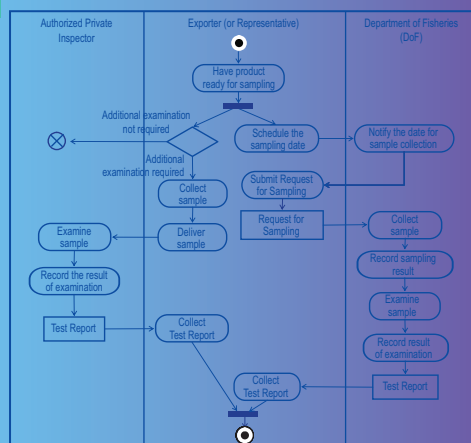 Authorized Private
Inspector
Exporter (or Representative)
Department of Fisheries
(DoF)
Have product
ready for sampling
Additional examination
not required
Schedule the
sampling date
Notify the date for
sample collection
Additional
examination required
Submit Request
for Sampling
Collect
sample
Request for
Sampling
Collect
sample
Examine
sample
Deliver
sample
Record sampling
result
Record the result
of examination
Examine
sample
Test Report
Collect
Test Report
Record result
of examination
Collect
Test Report
Test Report